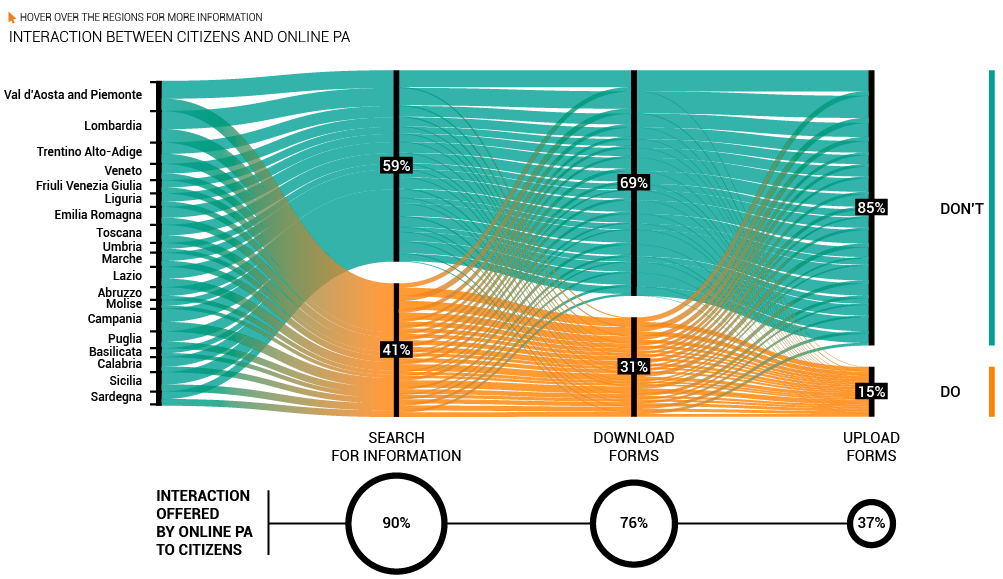 HOVER OVER THE REGIONS FOR MORE INFORMATION
INTERACTION BETWEEN CITIZENS AND ONLINE PA
Val d'Aosta and Piemonte
Lombardia
Trentino Alto-Adige
Veneto
Friuli Venezia Giulia
Liguria
Emilia Romagna
Toscana
Umbria
Marche
Lazio
Abruzzo
Molise
Campania
Puglia
Basilicata
Calabria
Sicilia
Sardegna
59%
41%
69%
31%
85%
15%
DON'T
DO
SEARCH
FOR INFORMATION
DOWNLOAD
FORMS
UPLOAD
FORMS
INTERACTION
OFFERED
BY ONLINE PA
TO CITIZENS
90%
76%
37%